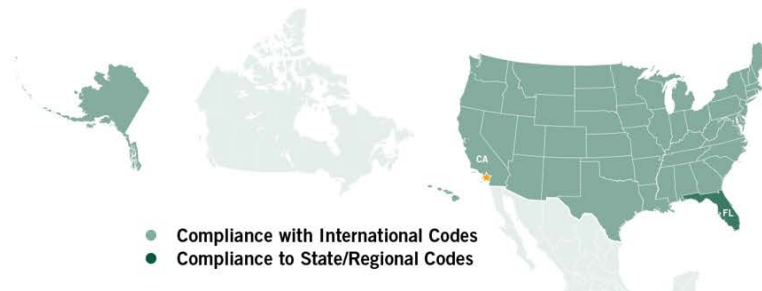 CA
FL
Compliance with International Codes
Compliance to State/Regional Codes